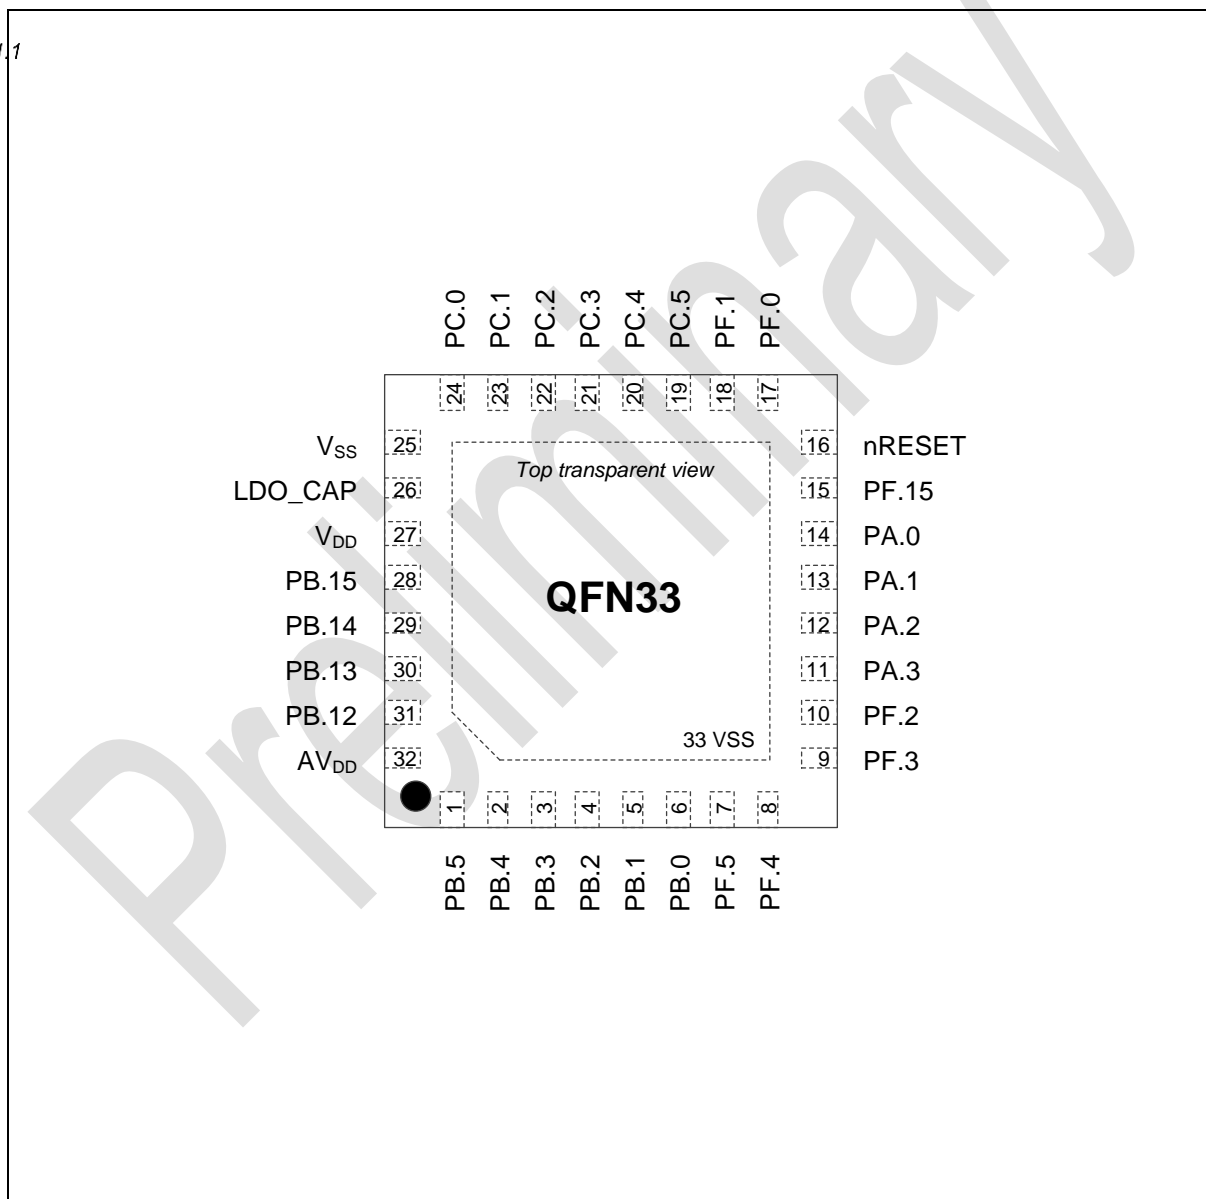 1.1
Preliminary
PC.0 PC.1 PC.2 PC.3 PC.4 PC.5 PF.1 PF.0
24 23 22 21 20 19 18 17
VSS 25 16 nRESET
Top transparent view
LDO_CAP 26 15 PF.15
VDD 27 14 PA.0
PB.15 28 13 PA.1
QFN33
PB.14 29 12 PA.2
PB.13 30 11 PA.3
PB.12 31 10 PF.2
33 VSS
AVDD 32 9 PF.3
1 2 3 4 5 6 7 8
PB.5 PB.4 PB.3 PB.2 PB.1 PB.0 PF.5 PF.4